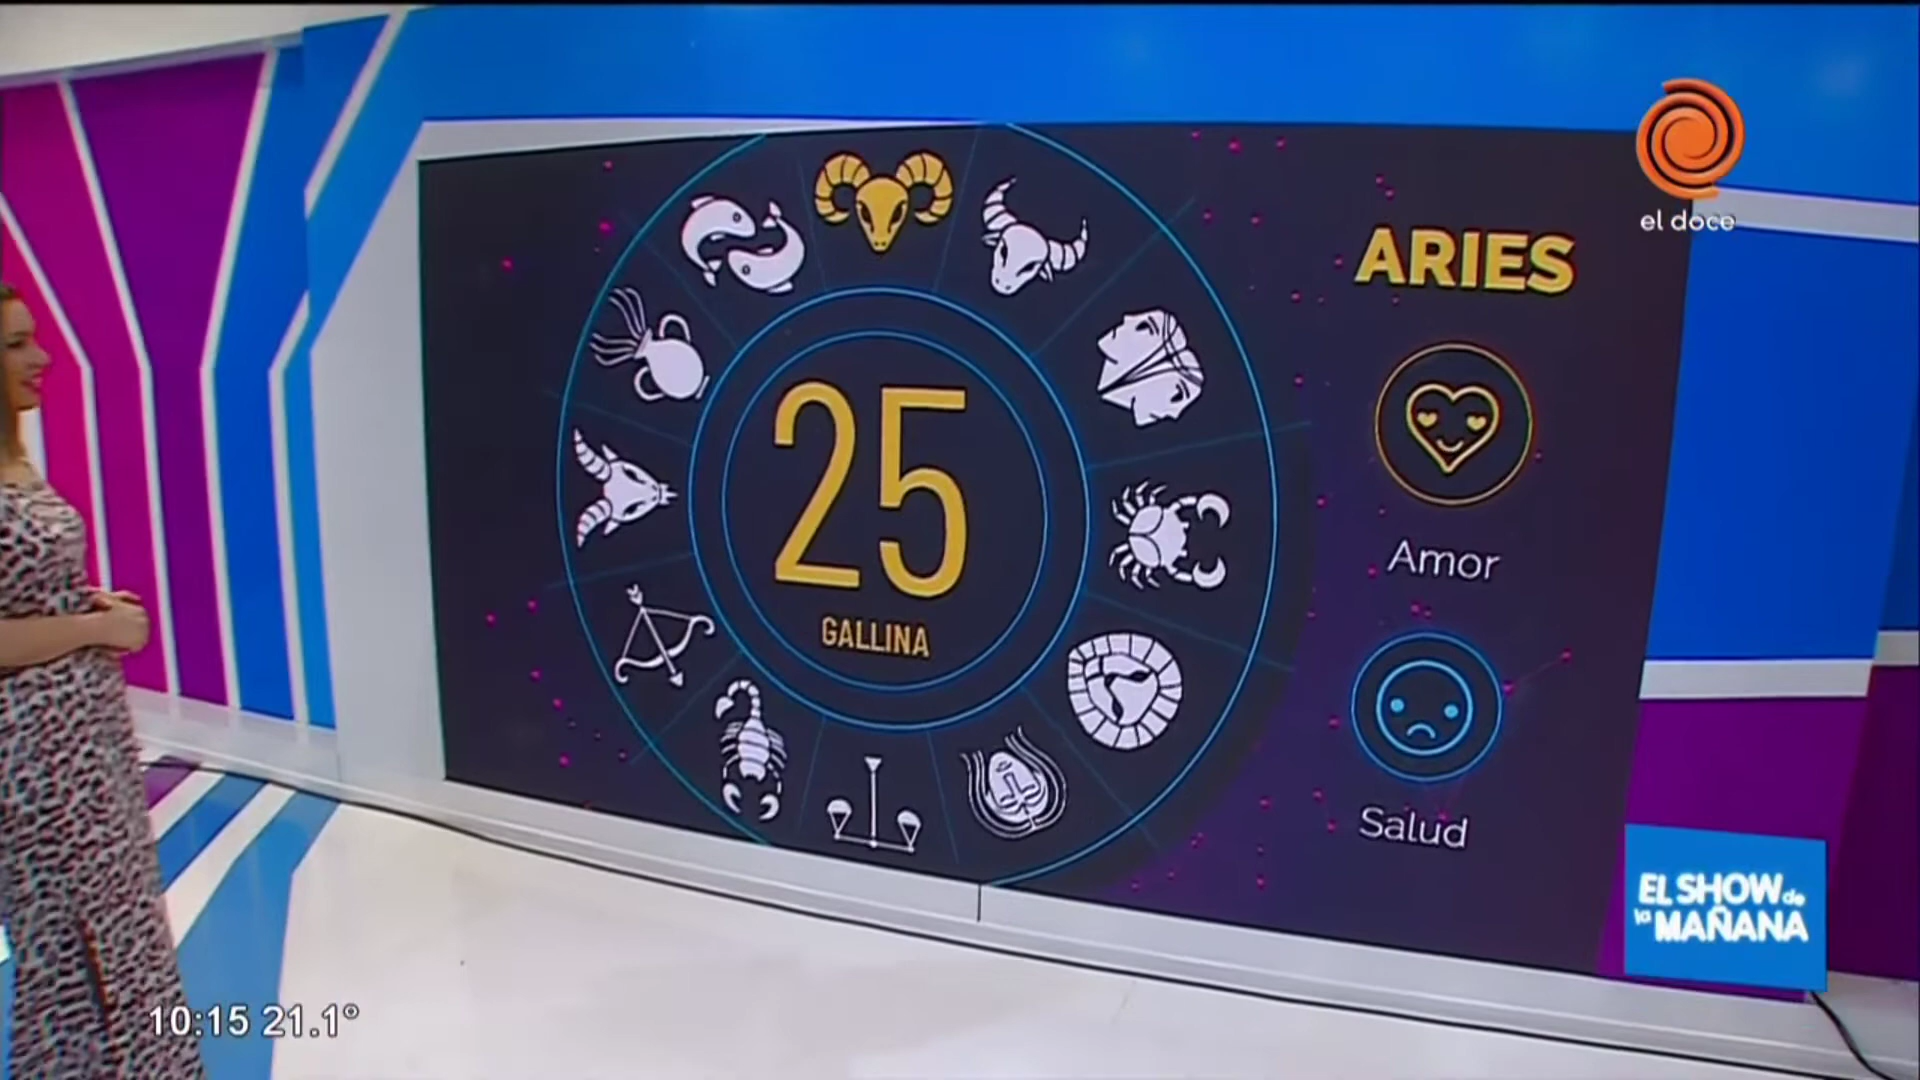 el doce
ARIES
25
GALLINA
Amor
Salud
EL SHOW de
la MAÑANA
10:15 21.1°